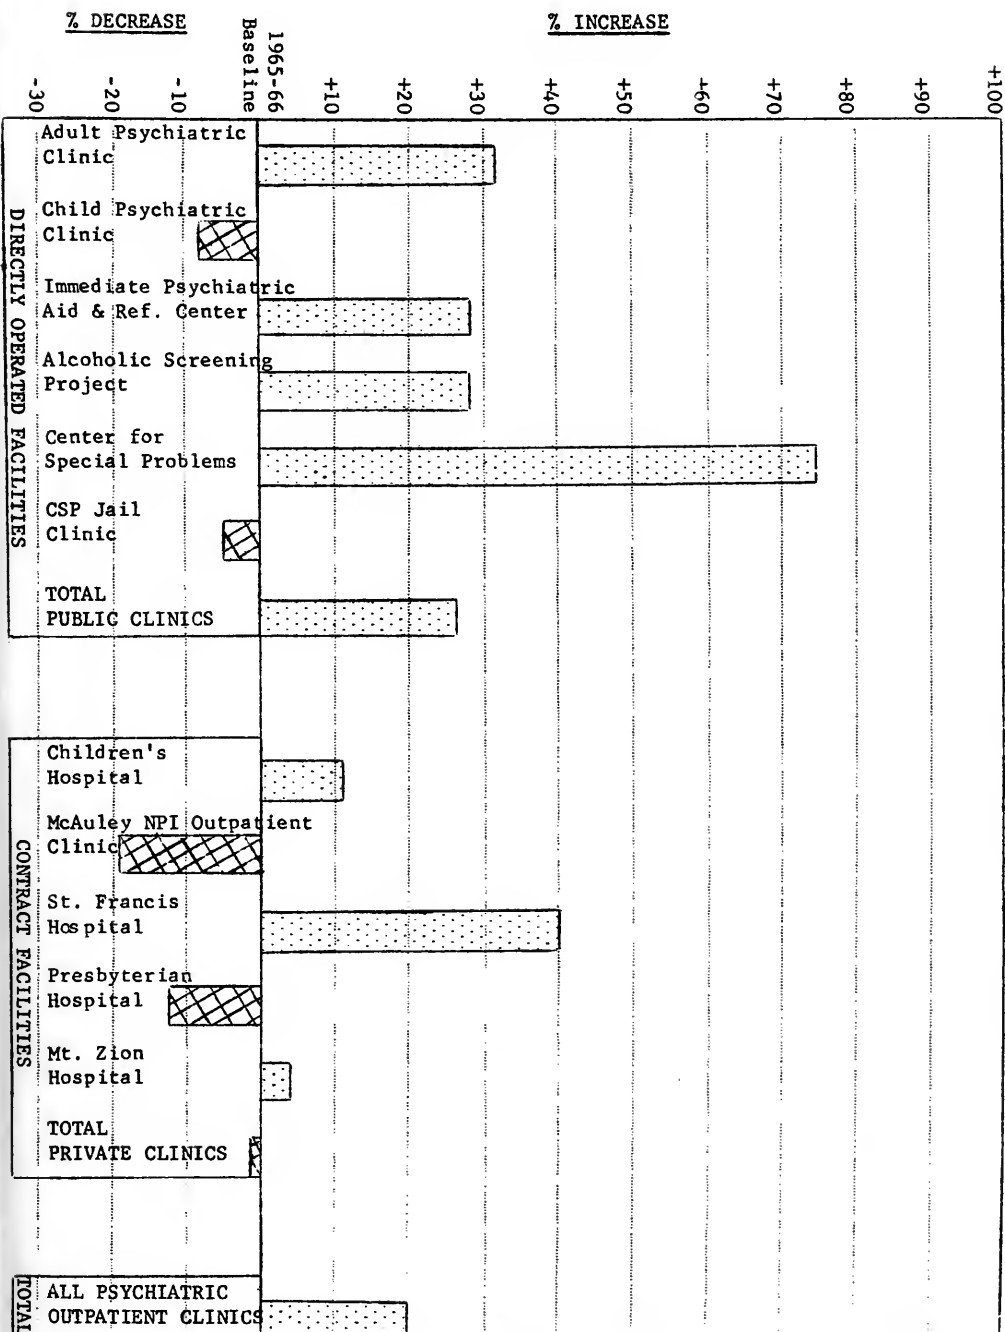 % DECREASE
% INCREASE
1965-66
Baseline
-30
-20
-10
+10
+20
+30
+40
+50
+60
+70
+80
+90
+100
DIRECTLY OPERATED FACILITIES
Adult Psychiatric
Clinic
Child Psychiatric
Clinic
Immediate Psychiatric
Aid & Ref. Center
Alcoholic Screening
Project
Center for
Special Problems
CSP Jail
Clinic
TOTAL
PUBLIC CLINICS
CONTRACT FACILITIES
Children's
Hospital
McAuley NPI Outpatient
Clinic
St. Francis
Hospital
Presbyterian
Hospital
Mt. Zion
Hospital
TOTAL
PRIVATE CLINICS
TOTAL
ALL PSYCHIATRIC
OUTPATIENT CLINICS